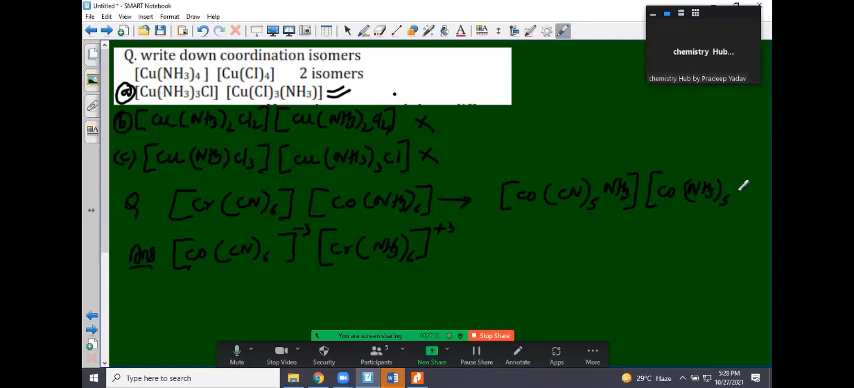 Untitled * - SMART Notebook
File Edit View Insert Format Draw Help
chemistry Hub...
chemistry Hub by Pradeep Yadav
Q. write down coordination isomers
[Cu(NH3)4 ] [Cu(Cl)4] 2 isomers
(a) [Cu(NH3)3Cl] [Cu(Cl)3(NH3)]
(b) [Cu(NH3)2Cl2] [Cu(NH3)2Cl2] ×
(c) [Cu(NH3)Cl3] [Cu(NH3)3Cl] ×
Q [Cr(CN)6] [Co(NH3)6] → [Co(CN)5NH3] [Co(NH3)5
Ans [Co(CN)6]-3 [Cr(NH3)6]+3
You are screen sharing Stop Share
Mute Stop Video Security Participants 5 New Share Pause Share Annotate Apps More
Type here to search
29°C Haze
5:28 PM
10/27/2021